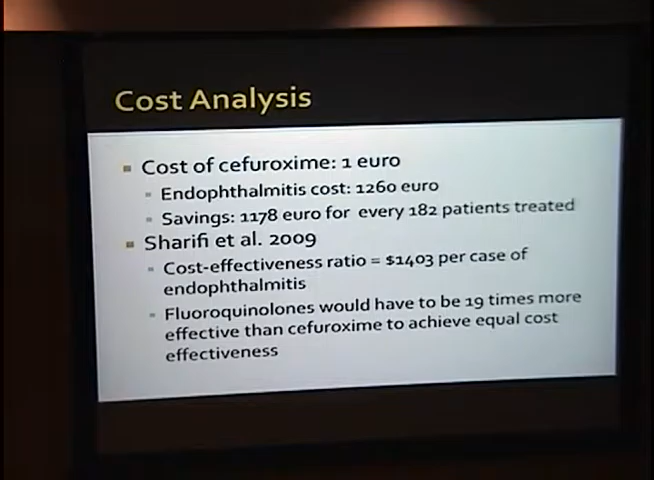 Cost Analysis
Cost of cefuroxime: 1 euro
Endophthalmitis cost: 1260 euro
Savings: 1178 euro for every 182 patients treated
Sharifi et al. 2009
Cost-effectiveness ratio = $1403 per case of
endophthalmitis
Fluoroquinolones would have to be 19 times more
effective than cefuroxime to achieve equal cost
effectiveness